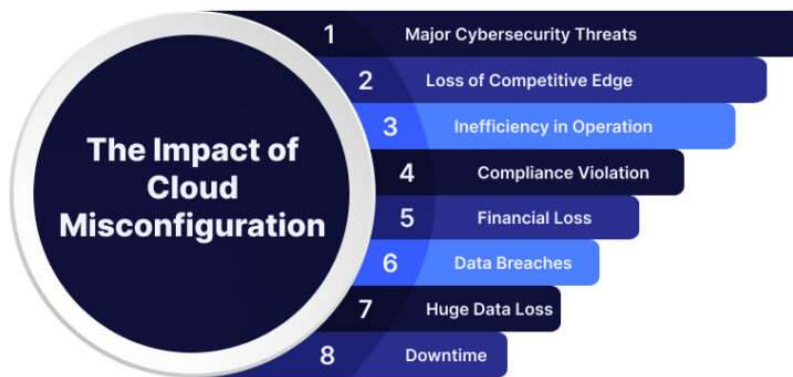 The Impact of
Cloud
Misconfiguration
1 Major Cybersecurity Threats
2 Loss of Competitive Edge
3 Inefficiency in Operation
4 Compliance Violation
5 Financial Loss
6 Data Breaches
7 Huge Data Loss
8 Downtime